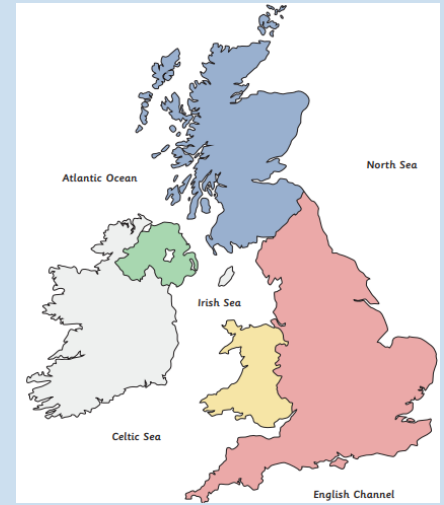 North Sea
Atlantic Ocean
Irish Sea
Celtic Sea
English Channel